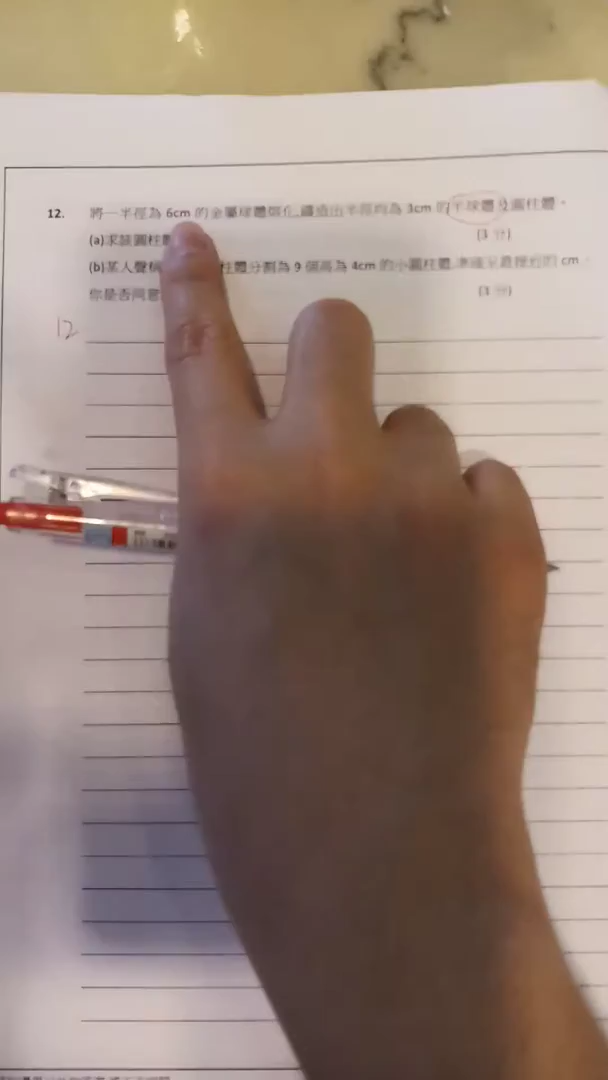 12. 將一半徑為 6cm 的金屬球體熔化,鑄造出半徑均為 3cm 的半球體及圓柱體。
(a)求該圓柱體 (3 分)
(b)某人聲稱 柱體分割為 9 個高為 4cm 的小圓柱體,準確至最接近的 cm,
你是否同意 (3 分)
12